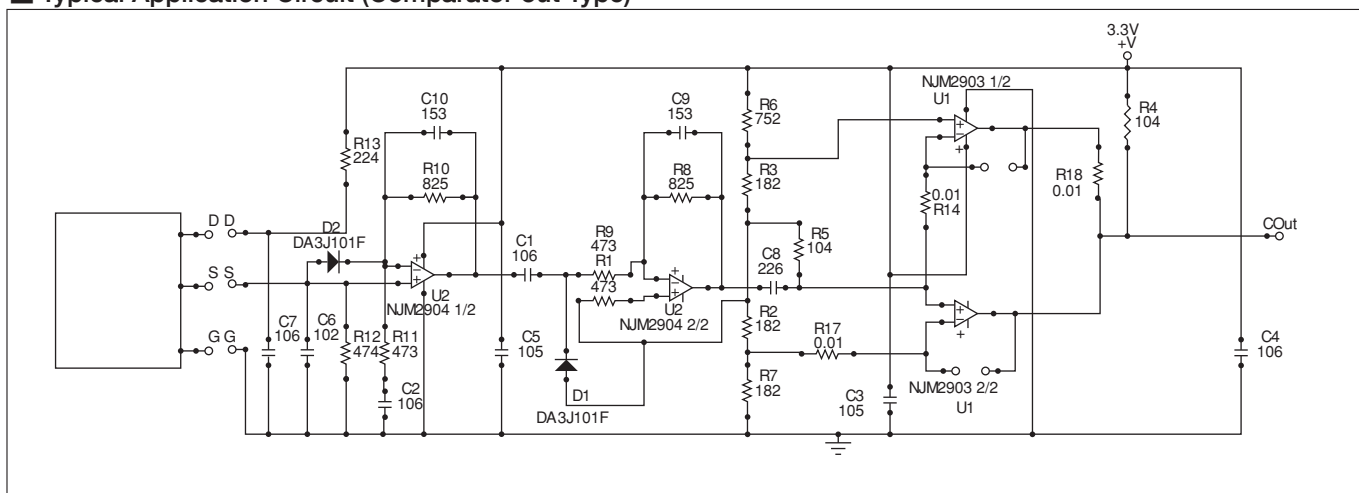 Typical Application Circuit (Comparator out Type)
3.3V
+V
NJM2903 1/2
U1
C10
153
C9
153
R6
752
R4
104
R13
224
R10
825
R8
825
R3
182
R18
0.01
0.01
R14
D D
D2
DA3J101F
C1
106
R9
473
R1
473
R5
104
C8
226
COut
S S
U2
NJM2904 1/2
U2
NJM2904 2/2
G G
C7
106
C6
102
R12
474
R11
473
C5
105
R2
182
R17
0.01
C4
106
C2
106
D1
DA3J101F
R7
182
C3
105
NJM2903 2/2
U1